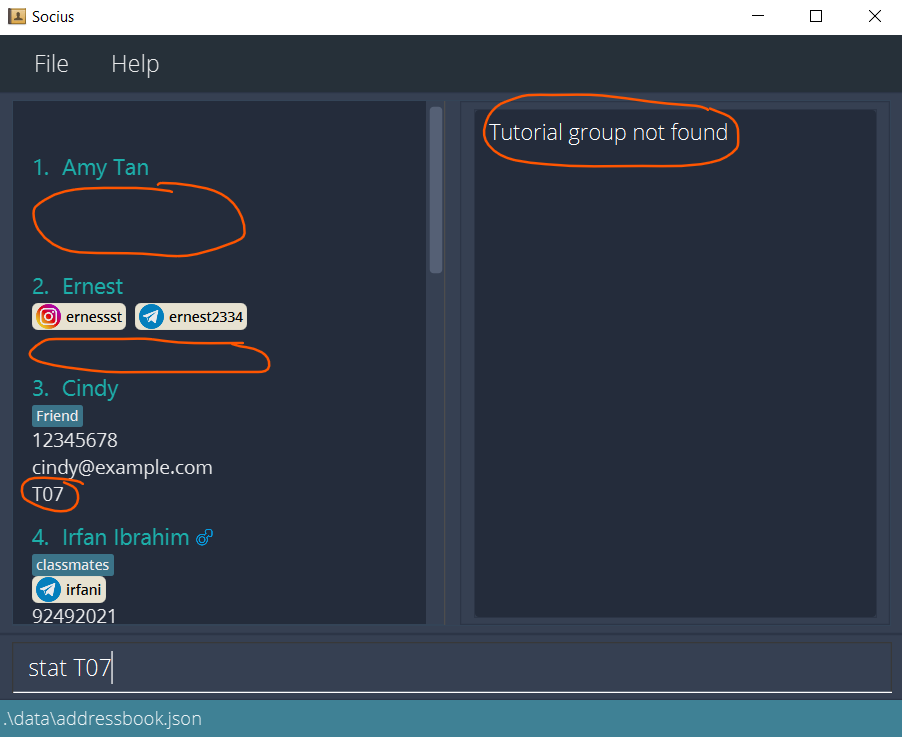 Socius
File Help
1. Amy Tan
2. Ernest
ernessst ernest2334
3. Cindy
Friend
12345678
cindy@example.com
T07
4. Irfan Ibrahim
classmates
irfani
92492021
Tutorial group not found
stat T07
.\data\addressbook.json